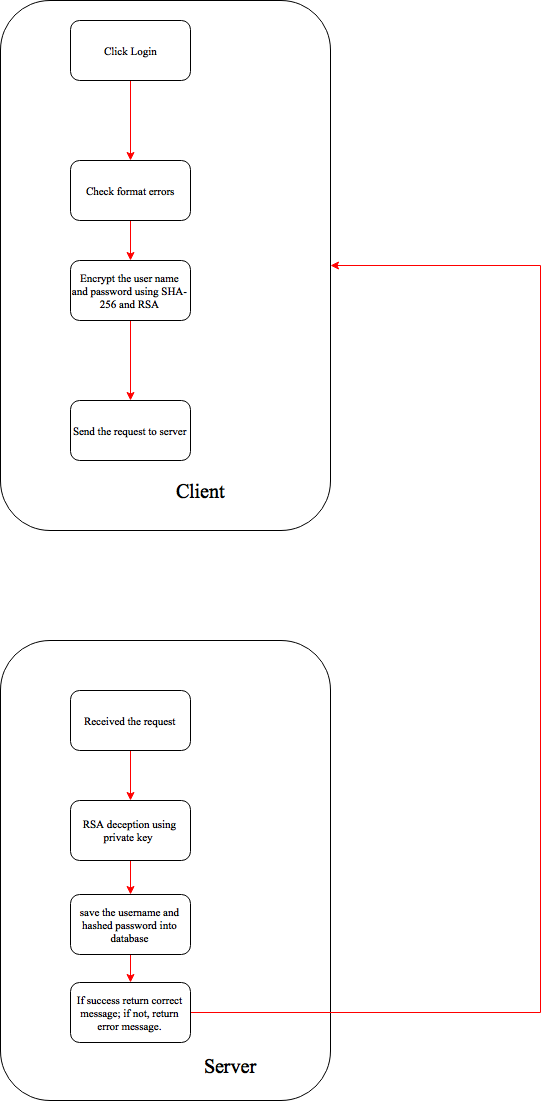 Click Login
Check format errors
Encrypt the user name
and password using SHA-
256 and RSA
Send the request to server
Client
Received the request
RSA deception using
private key
save the username and
hashed password into
database
If success return correct
message; if not, return
error message.
Server